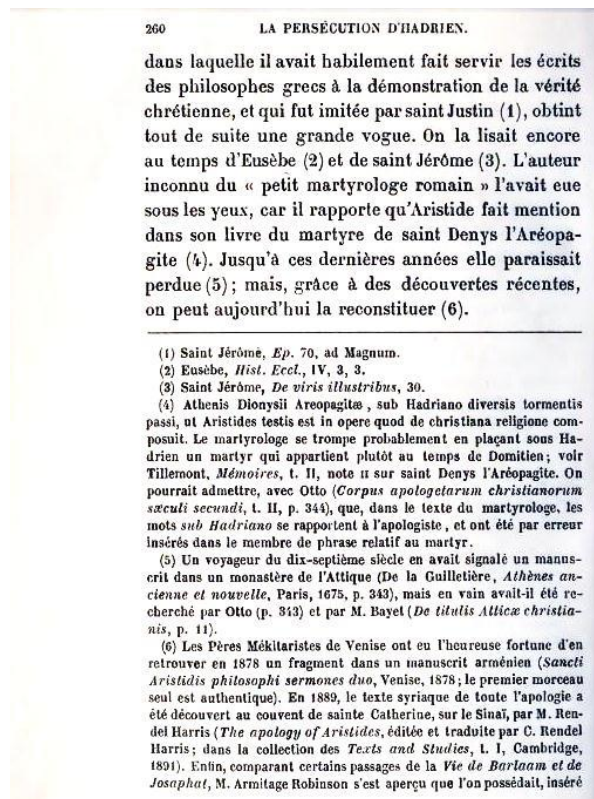 260 LA PERSÉCUTION D'HADRIEN.
dans laquelle il avait habilement fait servir les écrits
des philosophes grecs à la démonstration de la vérité
chrétienne, et qui fut imitée par saint Justin (1), obtint
tout de suite une grande vogue. On la lisait encore
au temps d'Eusèbe (2) et de saint Jérôme (3). L'auteur
inconnu du « petit martyrologe romain » l'avait eue
sous les yeux, car il rapporte qu'Aristide fait mention
dans son livre du martyre de saint Denys l'Aréopa-
gite (4). Jusqu'à ces dernières années elle paraissait
perdue (5) ; mais, grâce à des découvertes récentes,
on peut aujourd'hui la reconstituer (6).
(1) Saint Jérôme, Ep. 70, ad Magnum.
(2) Eusèbe, Hist. Eccl., IV, 3, 3.
(3) Saint Jérôme, De viris illustribus, 30.
(4) Athenis Dionysii Areopagitæ, sub Hadriano diversis tormentis
passi, ut Aristides testis est in opere quod de christiana religione com-
posuit. Le martyrologe se trompe probablement en plaçant sous Ha-
drien un martyr qui appartient plutôt au temps de Domitien; voir
Tillemont, Mémoires, t. II, note II sur saint Denys l'Aréopagite. On
pourrait admettre, avec Otto (Corpus apologetarum christianorum
sæculi secundi, t. II, p. 344), que, dans le texte du martyrologe, les
mots sub Hadriano se rapportent à l'apologiste, et ont été par erreur
insérés dans le membre de phrase relatif au martyr.
(5) Un voyageur du dix-septième siècle en avait signalé un manus-
crit dans un monastère de l'Attique (De la Guilletière, Athènes an-
cienne et nouvelle, Paris, 1675, p. 343), mais en vain avait-il été re-
cherché par Otto (p. 343) et par M. Bayet (De titulis Atticæ christia-
nis, p. 11).
(6) Les Pères Mékitaristes de Venise ont eu l'heureuse fortune d'en
retrouver en 1878 un fragment dans un manuscrit arménien (Sancti
Aristidis philosophi sermones duo, Venise, 1878; le premier morceau
seul est authentique). En 1889, le texte syriaque de toute l'apologie a
été découvert au couvent de sainte Catherine, sur le Sinaï, par M. Ren-
del Harris (The apology of Aristides, éditée et traduite par C. Rendel
Harris; dans la collection des Texts and Studies, t. I, Cambridge,
1891). Enfin, comparant certains passages de la Vie de Barlaam et de
Josaphat, M. Armitage Robinson s'est aperçu que l'on possédait, inséré